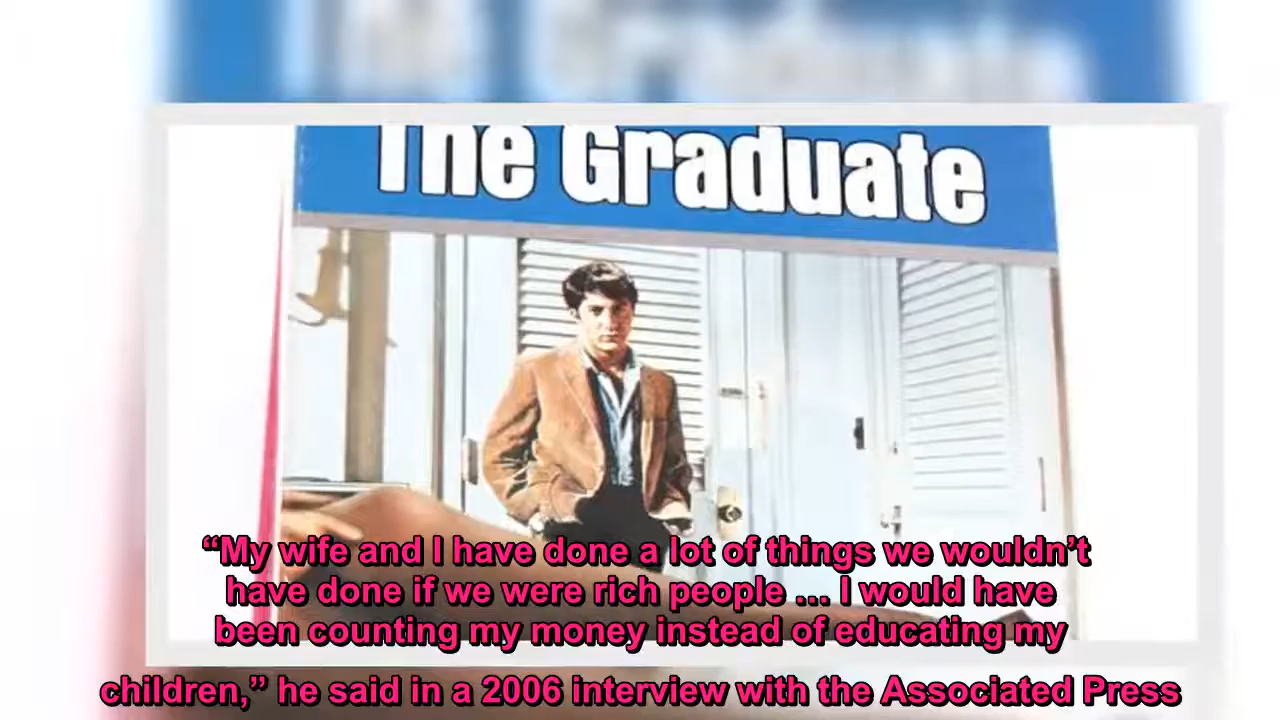 The Graduate
“My wife and I have done a lot of things we wouldn’t
have done if we were rich people … I would have
been counting my money instead of educating my
children,” he said in a 2006 interview with the Associated Press